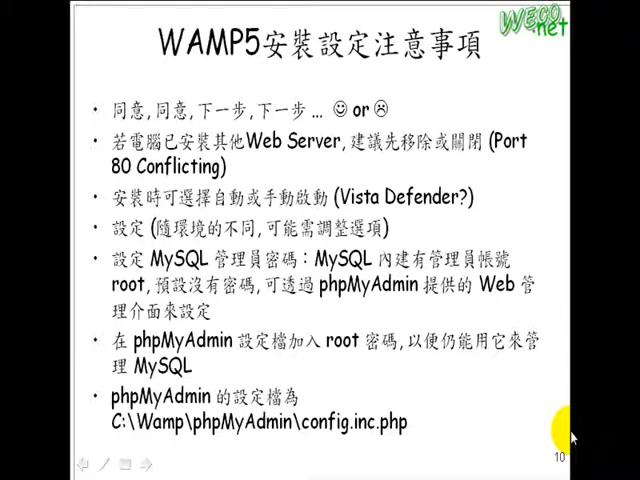 WECO.net
WAMP5安裝設定注意事項
• 同意, 同意, 下一步, 下一步 … ☺ or ☹
• 若電腦已安裝其他Web Server, 建議先移除或關閉 (Port
80 Conflicting)
• 安裝時可選擇自動或手動啟動 (Vista Defender?)
• 設定 (隨環境的不同, 可能需調整選項)
• 設定 MySQL 管理員密碼：MySQL 內建有管理員帳號
root, 預設沒有密碼, 可透過 phpMyAdmin 提供的 Web 管
理介面來設定
• 在 phpMyAdmin 設定檔加入 root 密碼, 以便仍能用它來管
理 MySQL
• phpMyAdmin 的設定檔為
C:\Wamp\phpMyAdmin\config.inc.php
10